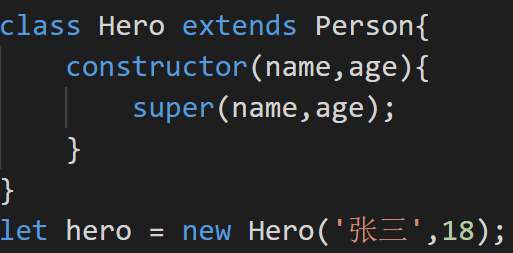 class Hero extends Person{
    constructor(name,age){
        super(name,age);
    }
}
let hero = new Hero('张三',18);